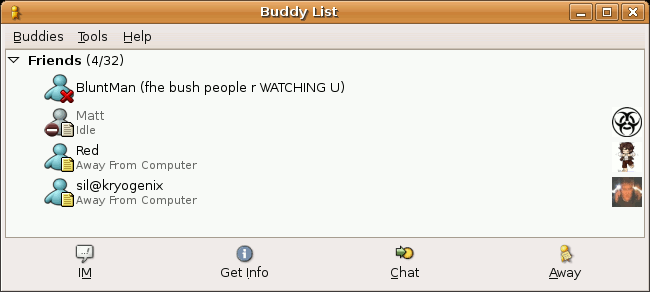 Buddy List
Buddies Tools Help
Friends (4/32)
BluntMan (fhe bush people r WATCHING U)
Matt
Idle
Red
Away From Computer
sil@kryogenix
Away From Computer
IM Get Info Chat Away